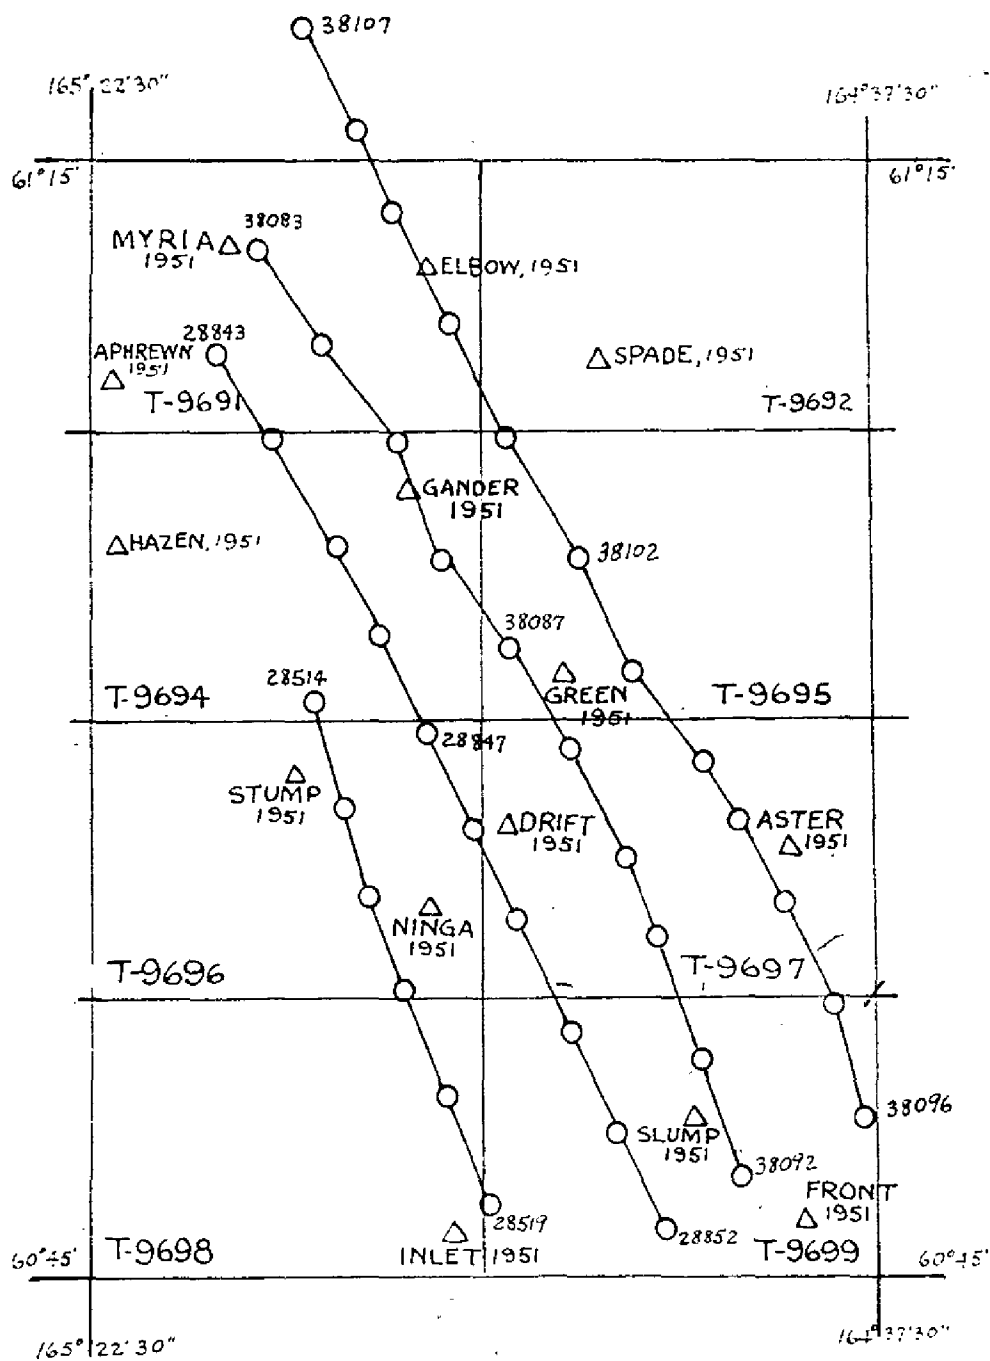 38107
165° 22'30"
164°37'30"
61°15'
61°15'
38083
MYRIA
1951
ELBOW, 1951
28843
APHREWN
1951
SPADE, 1951
T-9691
T-9692
GANDER
1951
HAZEN, 1951
38102
38087
28514
GREEN
1951
T-9694
T-9695
28847
STUMP
1951
DRIFT
1951
ASTER
1951
NINGA
1951
T-9696
T-9697
38096
SLUMP
1951
38092
FRONT
1951
28519
28852
T-9698
INLET 1951
T-9699
60°45'
60°45'
165° 22' 30"
164°37'30"